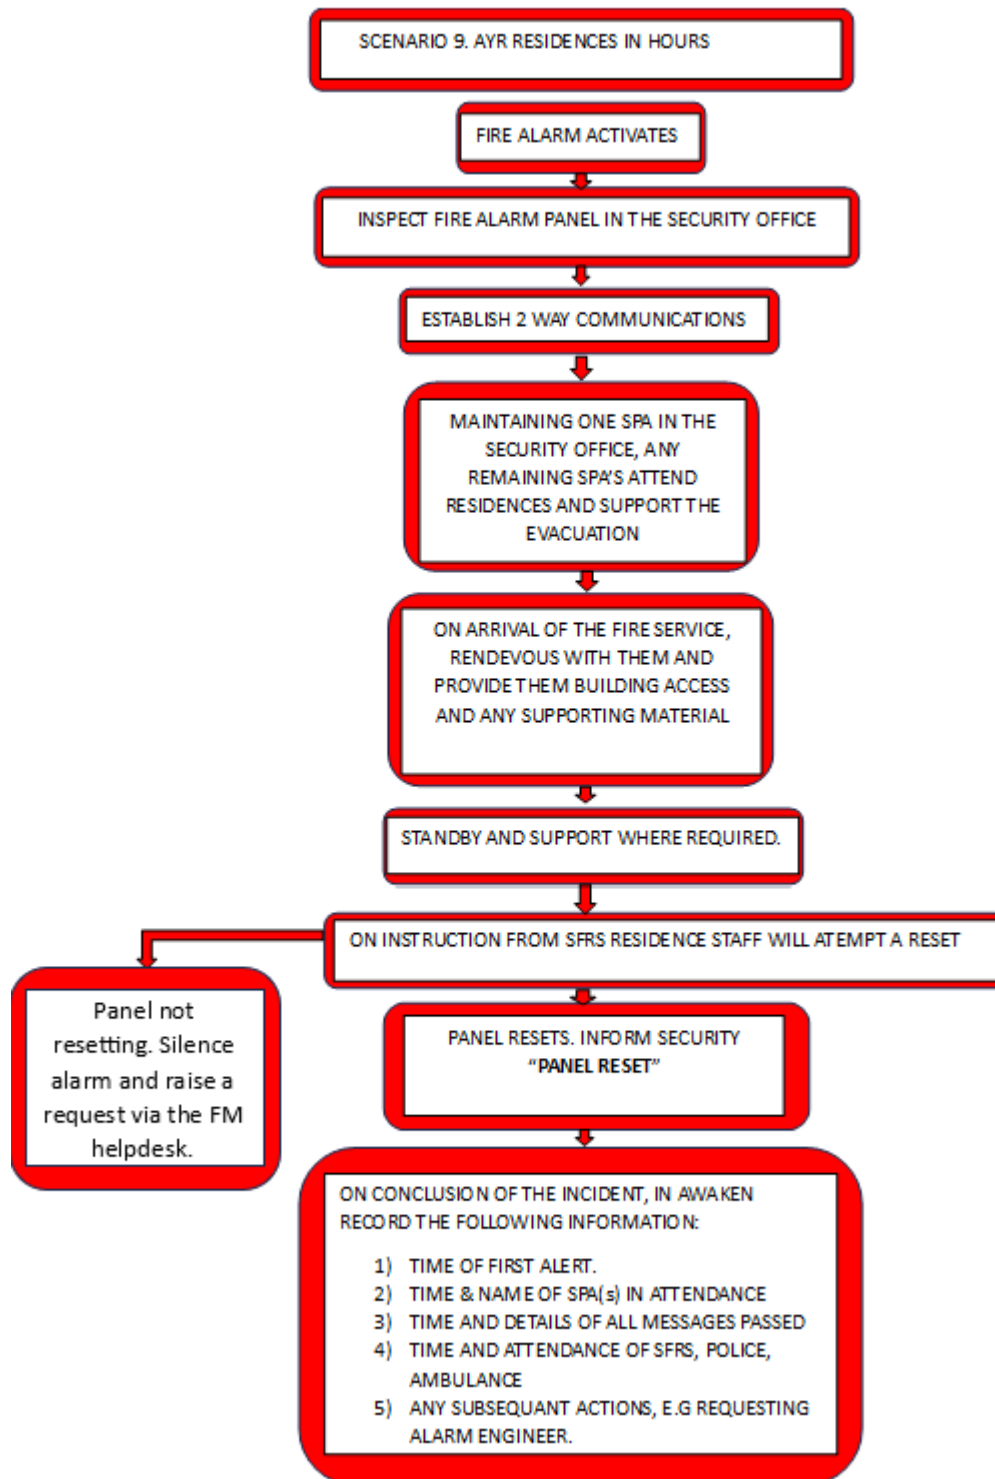 SCENARIO 9. AYR RESIDENCES IN HOURS
FIRE ALARM ACTIVATES
INSPECT FIRE ALARM PANEL IN THE SECURITY OFFICE
ESTABLISH 2 WAY COMMUNICATIONS
MAINTAINING ONE SPA IN THE
SECURITY OFFICE, ANY
REMAINING SPA'S ATTEND
RESIDENCES AND SUPPORT THE
EVACUATION
ON ARRIVAL OF THE FIRE SERVICE,
RENDEVOUS WITH THEM AND
PROVIDE THEM BUILDING ACCESS
AND ANY SUPPORTING MATERIAL
STANDBY AND SUPPORT WHERE REQUIRED.
ON INSTRUCTION FROM SFRS RESIDENCE STAFF WILL ATEMPT A RESET
Panel not
resetting. Silence
alarm and raise a
request via the FM
helpdesk.
PANEL RESETS. INFORM SECURITY
“PANEL RESET”
ON CONCLUSION OF THE INCIDENT, IN AWAKEN
RECORD THE FOLLOWING INFORMATION:
1) TIME OF FIRST ALERT.
2) TIME & NAME OF SPA(s) IN ATTENDANCE
3) TIME AND DETAILS OF ALL MESSAGES PASSED
4) TIME AND ATTENDANCE OF SFRS, POLICE,
AMBULANCE
5) ANY SUBSEQUANT ACTIONS, E.G REQUESTING
ALARM ENGINEER.